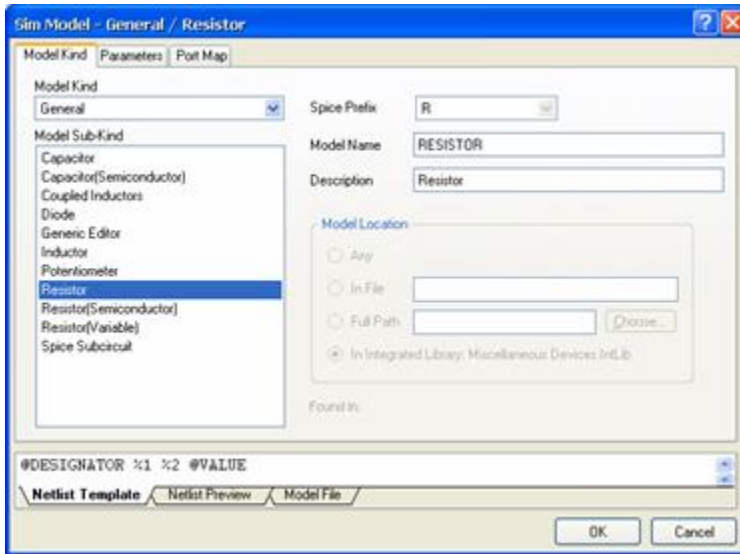 Sim Model - General / Resistor
Model Kind
Parameters
Port Map
Model Kind
General
Model Sub-Kind
Capacitor
Capacitor(Semiconductor)
Coupled Inductors
Diode
Generic Editor
Inductor
Potentiometer
Resistor
Resistor(Semiconductor)
Resistor(Variable)
Spice Subcircuit
Spice Prefix
R
Model Name
RESISTOR
Description
Resistor
Model Location
Any
In File
Full Path
Choose...
In Integrated Library: Miscellaneous Devices.IntLib
Found In:
@DESIGNATOR %1 %2 @VALUE
Netlist Template
Netlist Preview
Model File
OK
Cancel